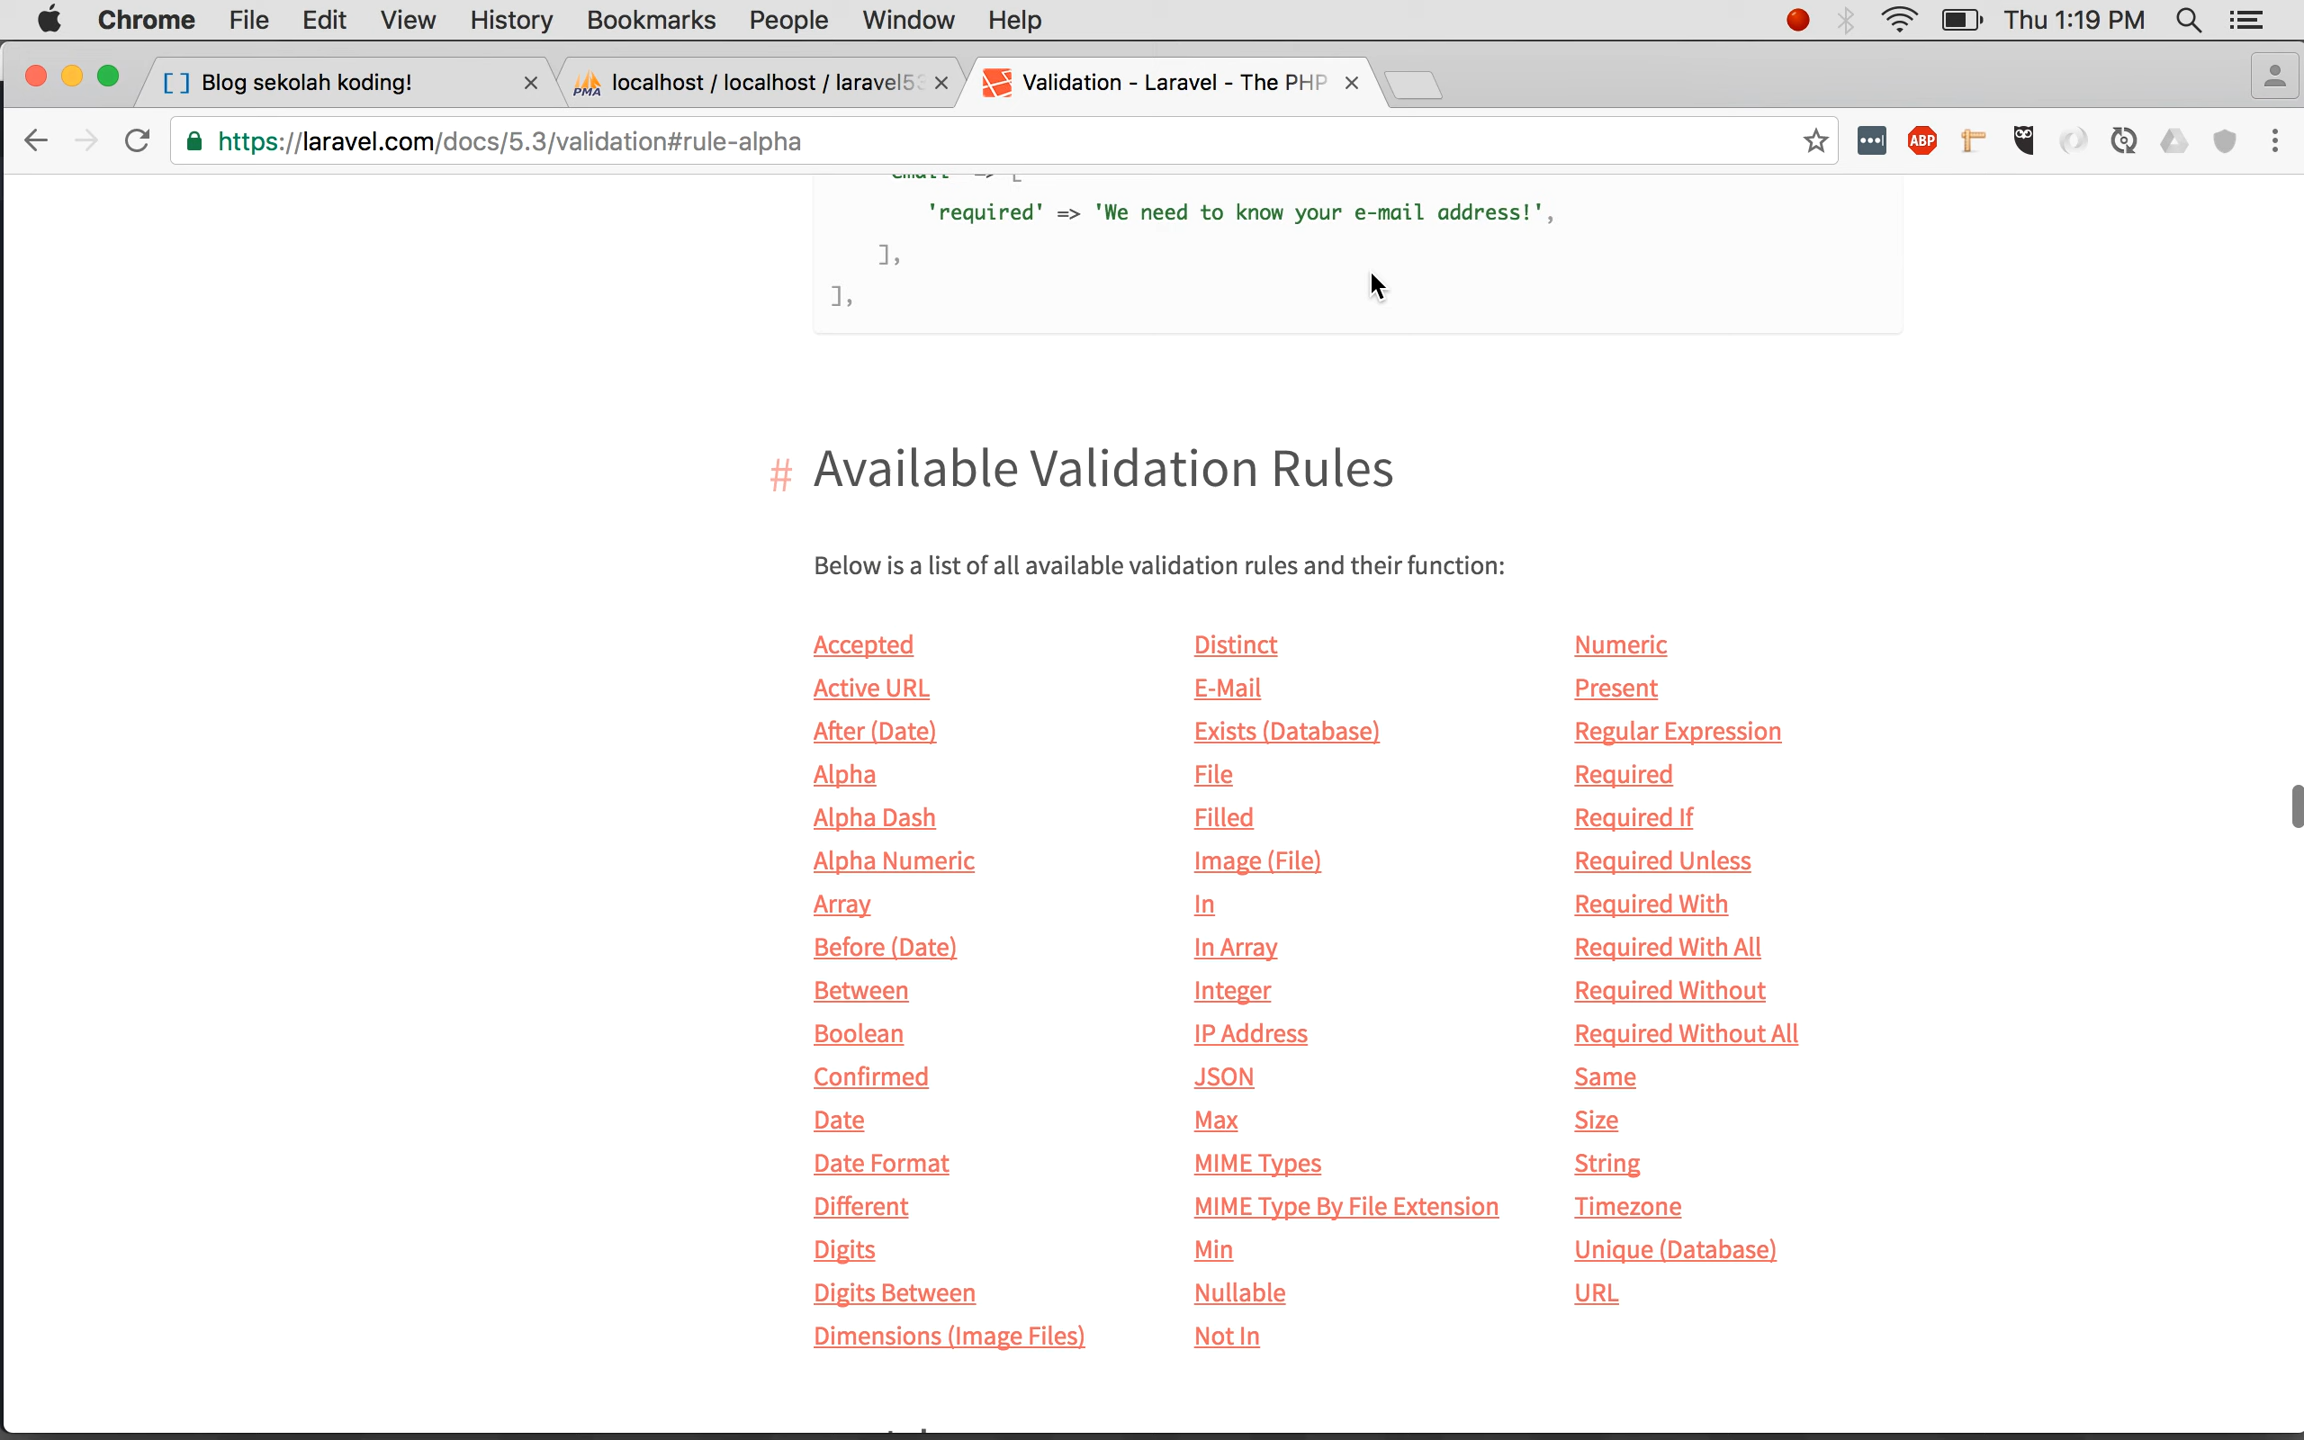 Chrome File Edit View History Bookmarks People Window Help Thu 1:19 PM
[ ] Blog sekolah koding! PMA localhost / localhost / laravel53 Validation - Laravel - The PHP
https://laravel.com/docs/5.3/validation#rule-alpha ABP
'required' => 'We need to know your e-mail address!',
],
],
# Available Validation Rules
Below is a list of all available validation rules and their function:
Accepted Distinct Numeric
Active URL E-Mail Present
After (Date) Exists (Database) Regular Expression
Alpha File Required
Alpha Dash Filled Required If
Alpha Numeric Image (File) Required Unless
Array In Required With
Before (Date) In Array Required With All
Between Integer Required Without
Boolean IP Address Required Without All
Confirmed JSON Same
Date Max Size
Date Format MIME Types String
Different MIME Type By File Extension Timezone
Digits Min Unique (Database)
Digits Between Nullable URL
Dimensions (Image Files) Not In